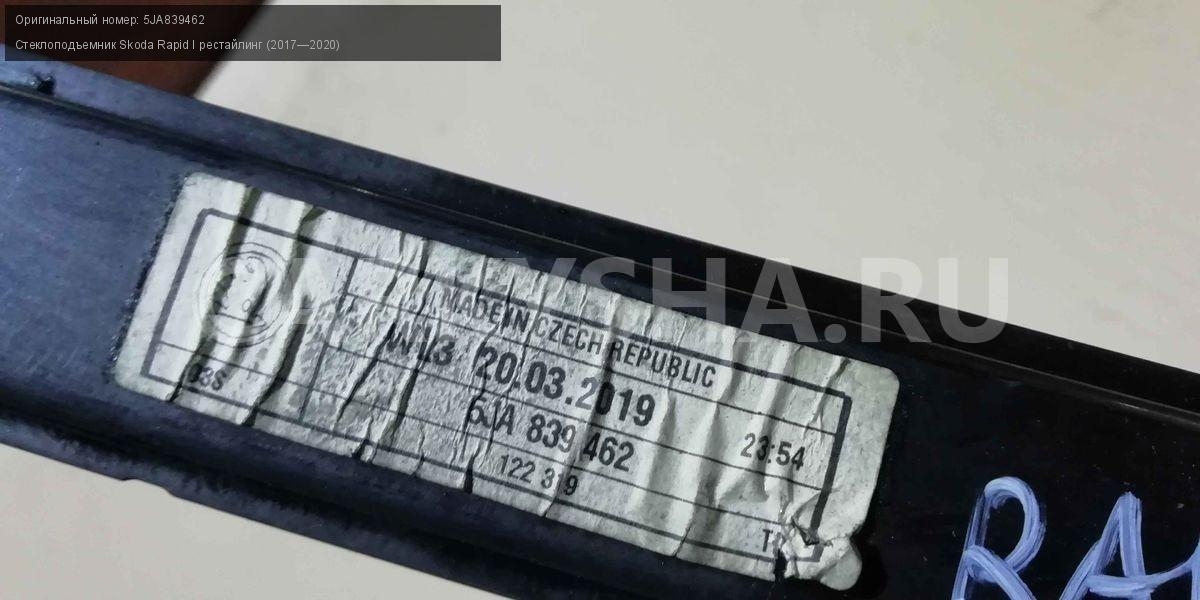 Оригинальный номер: 5JA839462
Стеклоподъемник Skoda Rapid I рестайлинг (2017—2020)
MADE IN CZECH REPUBLIC
20.03.2019
23:54
5JA 839 462
03S
122 319
RA